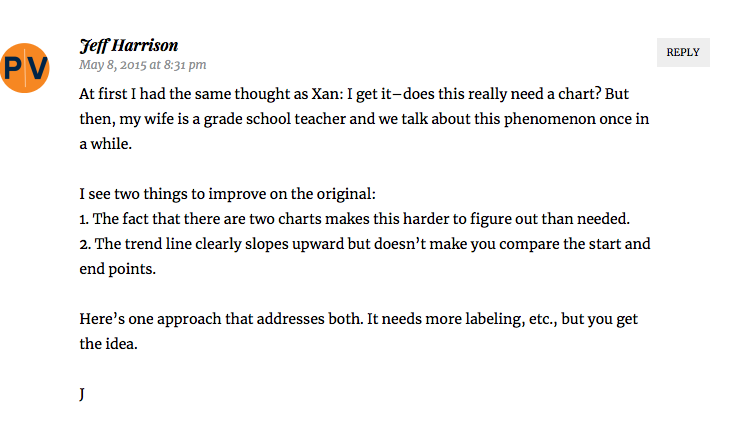 Jeff Harrison
REPLY
May 8, 2015 at 8:31 pm
PV
At first I had the same thought as Xan: I get it–does this really need a chart? But
then, my wife is a grade school teacher and we talk about this phenomenon once in
a while.
I see two things to improve on the original:
1. The fact that there are two charts makes this harder to figure out than needed.
2. The trend line clearly slopes upward but doesn’t make you compare the start and
end points.
Here’s one approach that addresses both. It needs more labeling, etc., but you get
the idea.
J